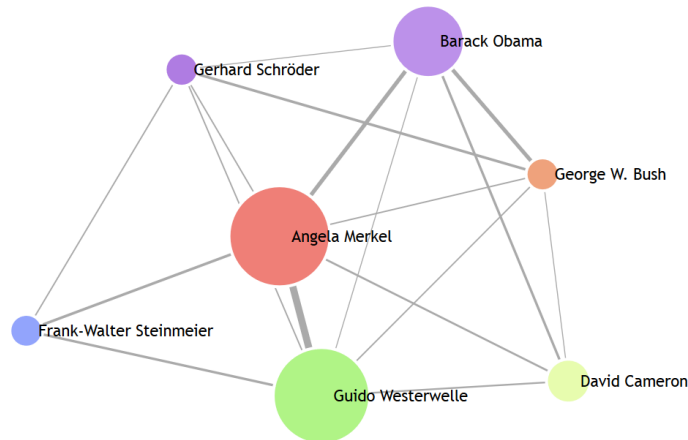 Barack Obama
Gerhard Schröder
George W. Bush
Angela Merkel
Frank-Walter Steinmeier
David Cameron
Guido Westerwelle